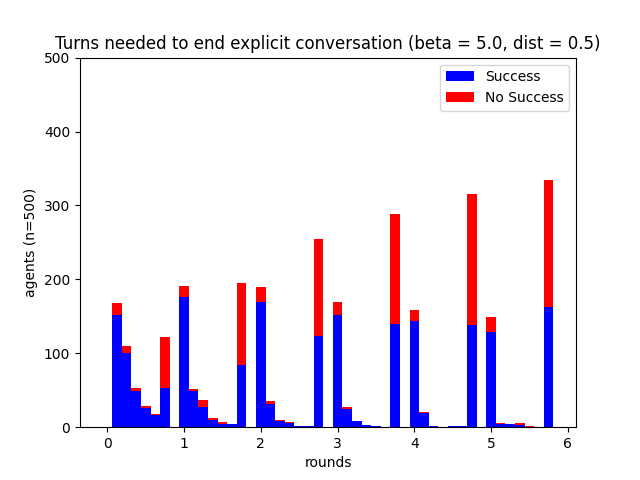 Turns needed to end explicit conversation (beta = 5.0, dist = 0.5)
500
400
300
200
100
0
agents (n=500)
Success
No Success
0 1 2 3 4 5 6
rounds